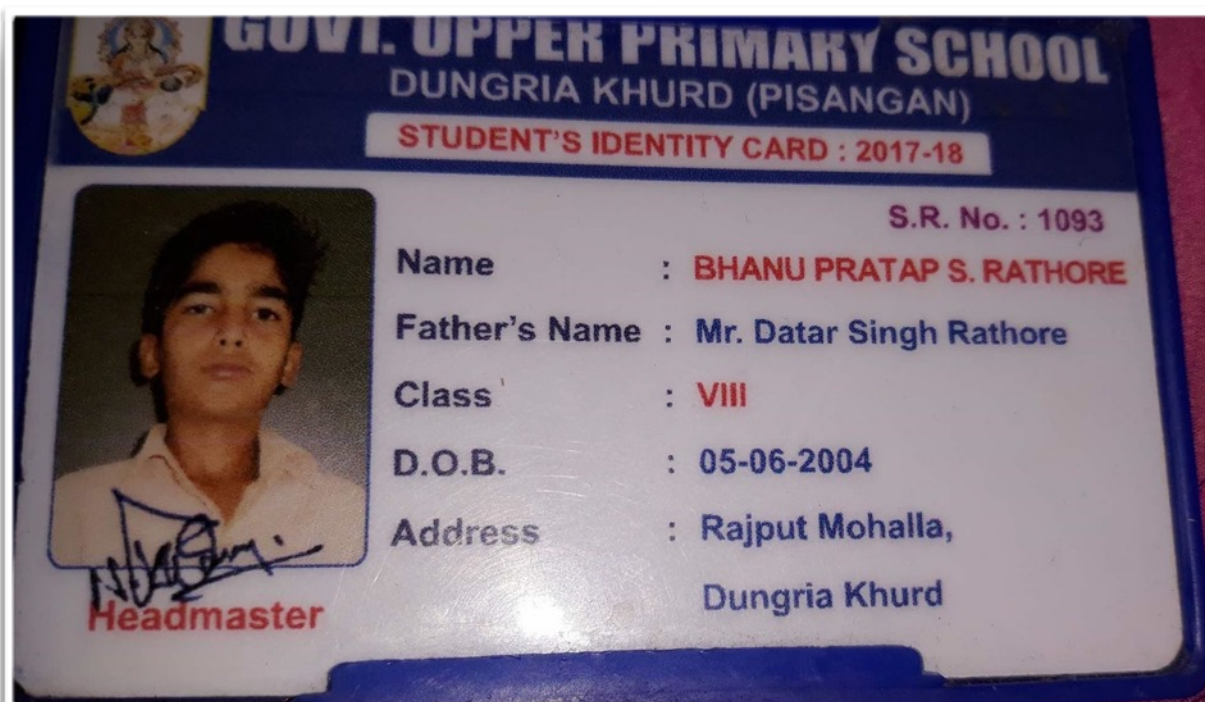 GOVT. UPPER PRIMARY SCHOOL
DUNGRIA KHURD (PISANGAN)
STUDENT'S IDENTITY CARD : 2017-18
S.R. No. : 1093
Name : BHANU PRATAP S. RATHORE
Father's Name : Mr. Datar Singh Rathore
Class : VIII
D.O.B. : 05-06-2004
Address : Rajput Mohalla,
Dungria Khurd
Headmaster